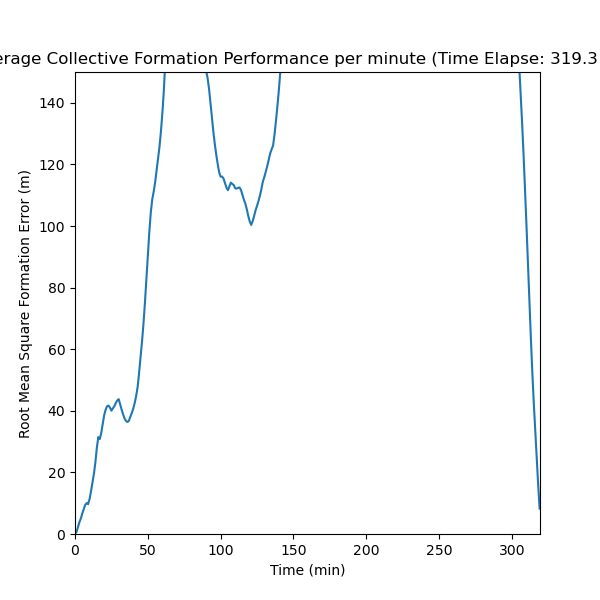 erage Collective Formation Performance per minute (Time Elapse: 319.3
140
120
100
80
60
40
20
0
Root Mean Square Formation Error (m)
0 50 100 150 200 250 300
Time (min)